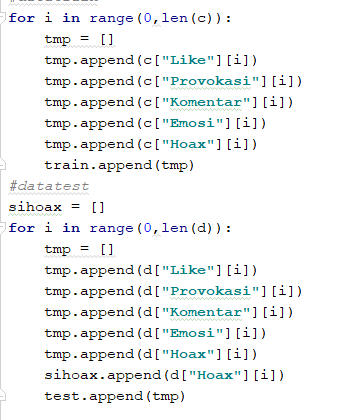 for i in range(0,len(c)):
    tmp = []
    tmp.append(c["Like"][i])
    tmp.append(c["Provokasi"][i])
    tmp.append(c["Komentar"][i])
    tmp.append(c["Emosi"][i])
    tmp.append(c["Hoax"][i])
    train.append(tmp)
#datatest
sihoax = []
for i in range(0,len(d)):
    tmp = []
    tmp.append(d["Like"][i])
    tmp.append(d["Provokasi"][i])
    tmp.append(d["Komentar"][i])
    tmp.append(d["Emosi"][i])
    tmp.append(d["Hoax"][i])
    sihoax.append(d["Hoax"][i])
    test.append(tmp)